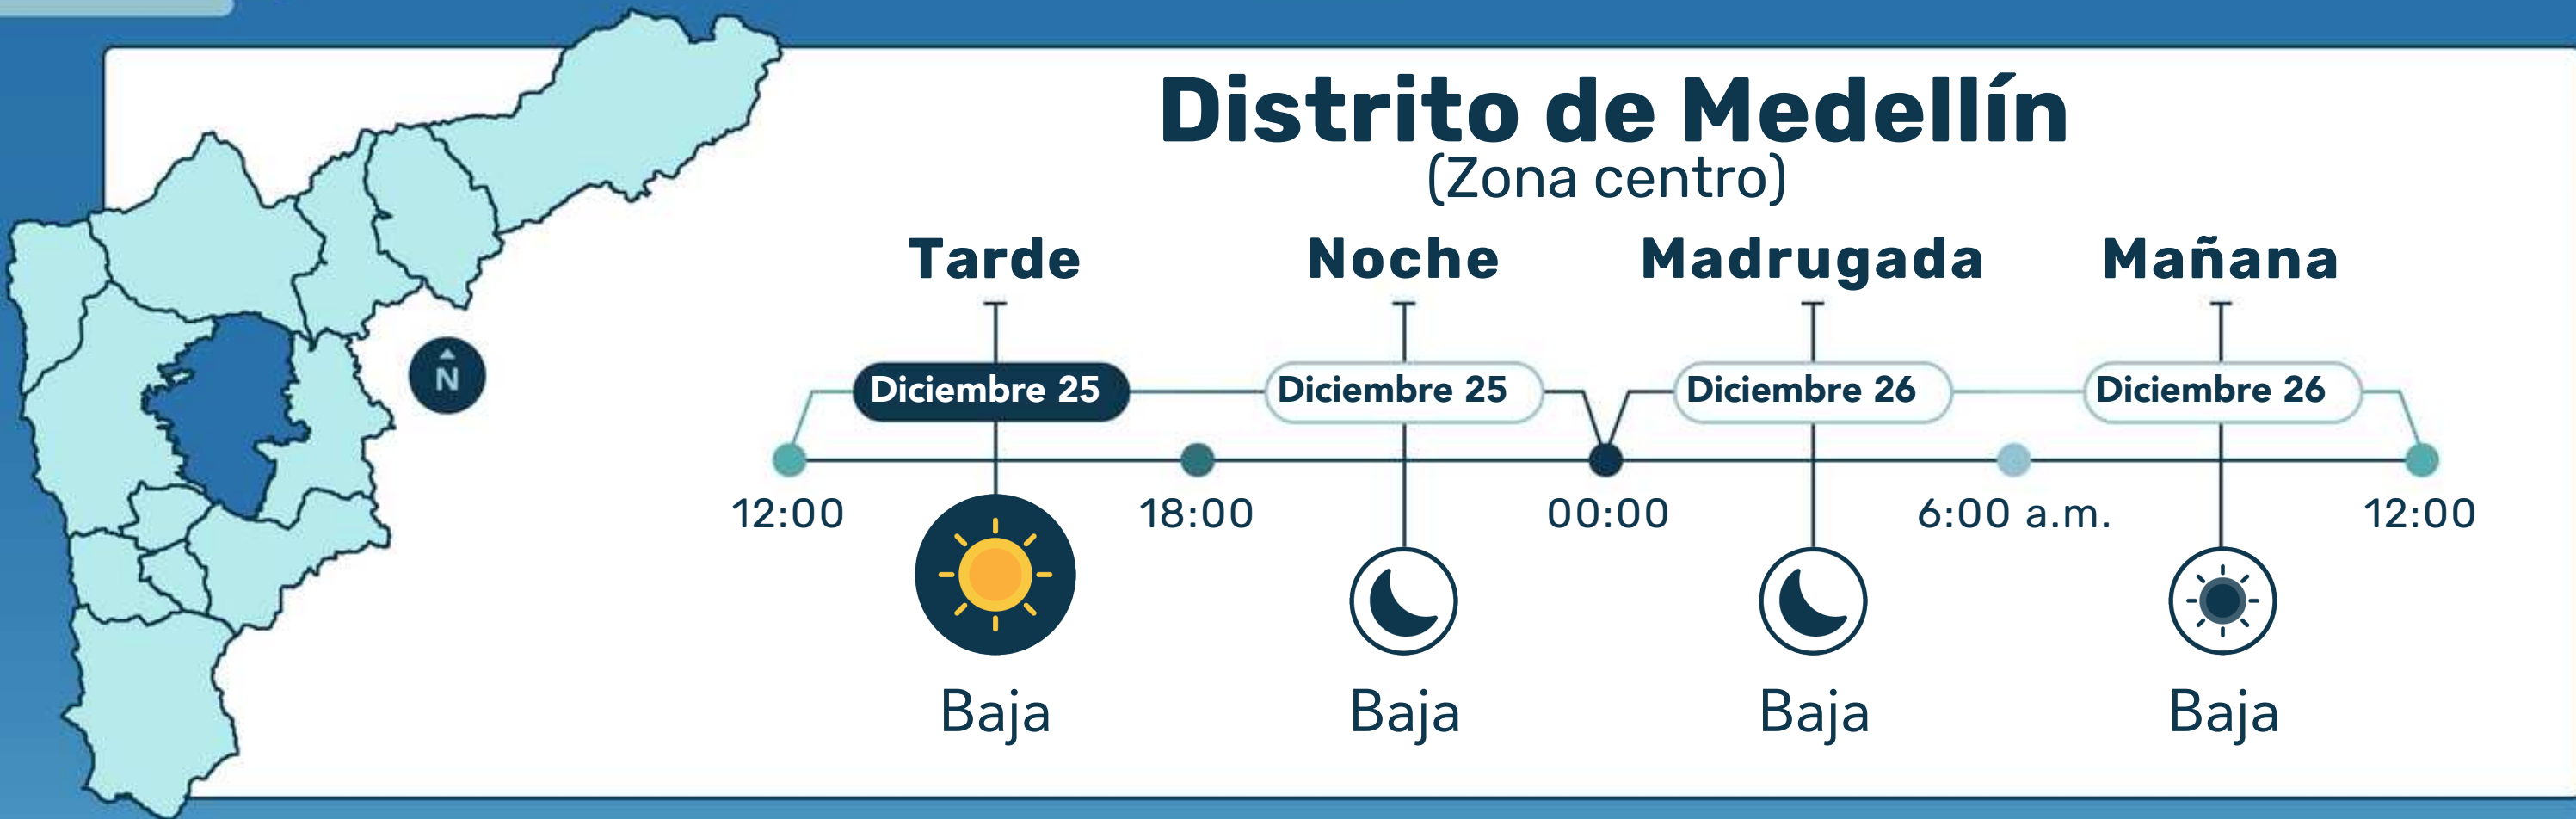 Distrito de Medellín
(Zona centro)
Tarde Noche Madrugada Mañana
Diciembre 25 Diciembre 25 Diciembre 26 Diciembre 26
N
12:00 18:00 00:00 6:00 a.m. 12:00
Baja Baja Baja Baja